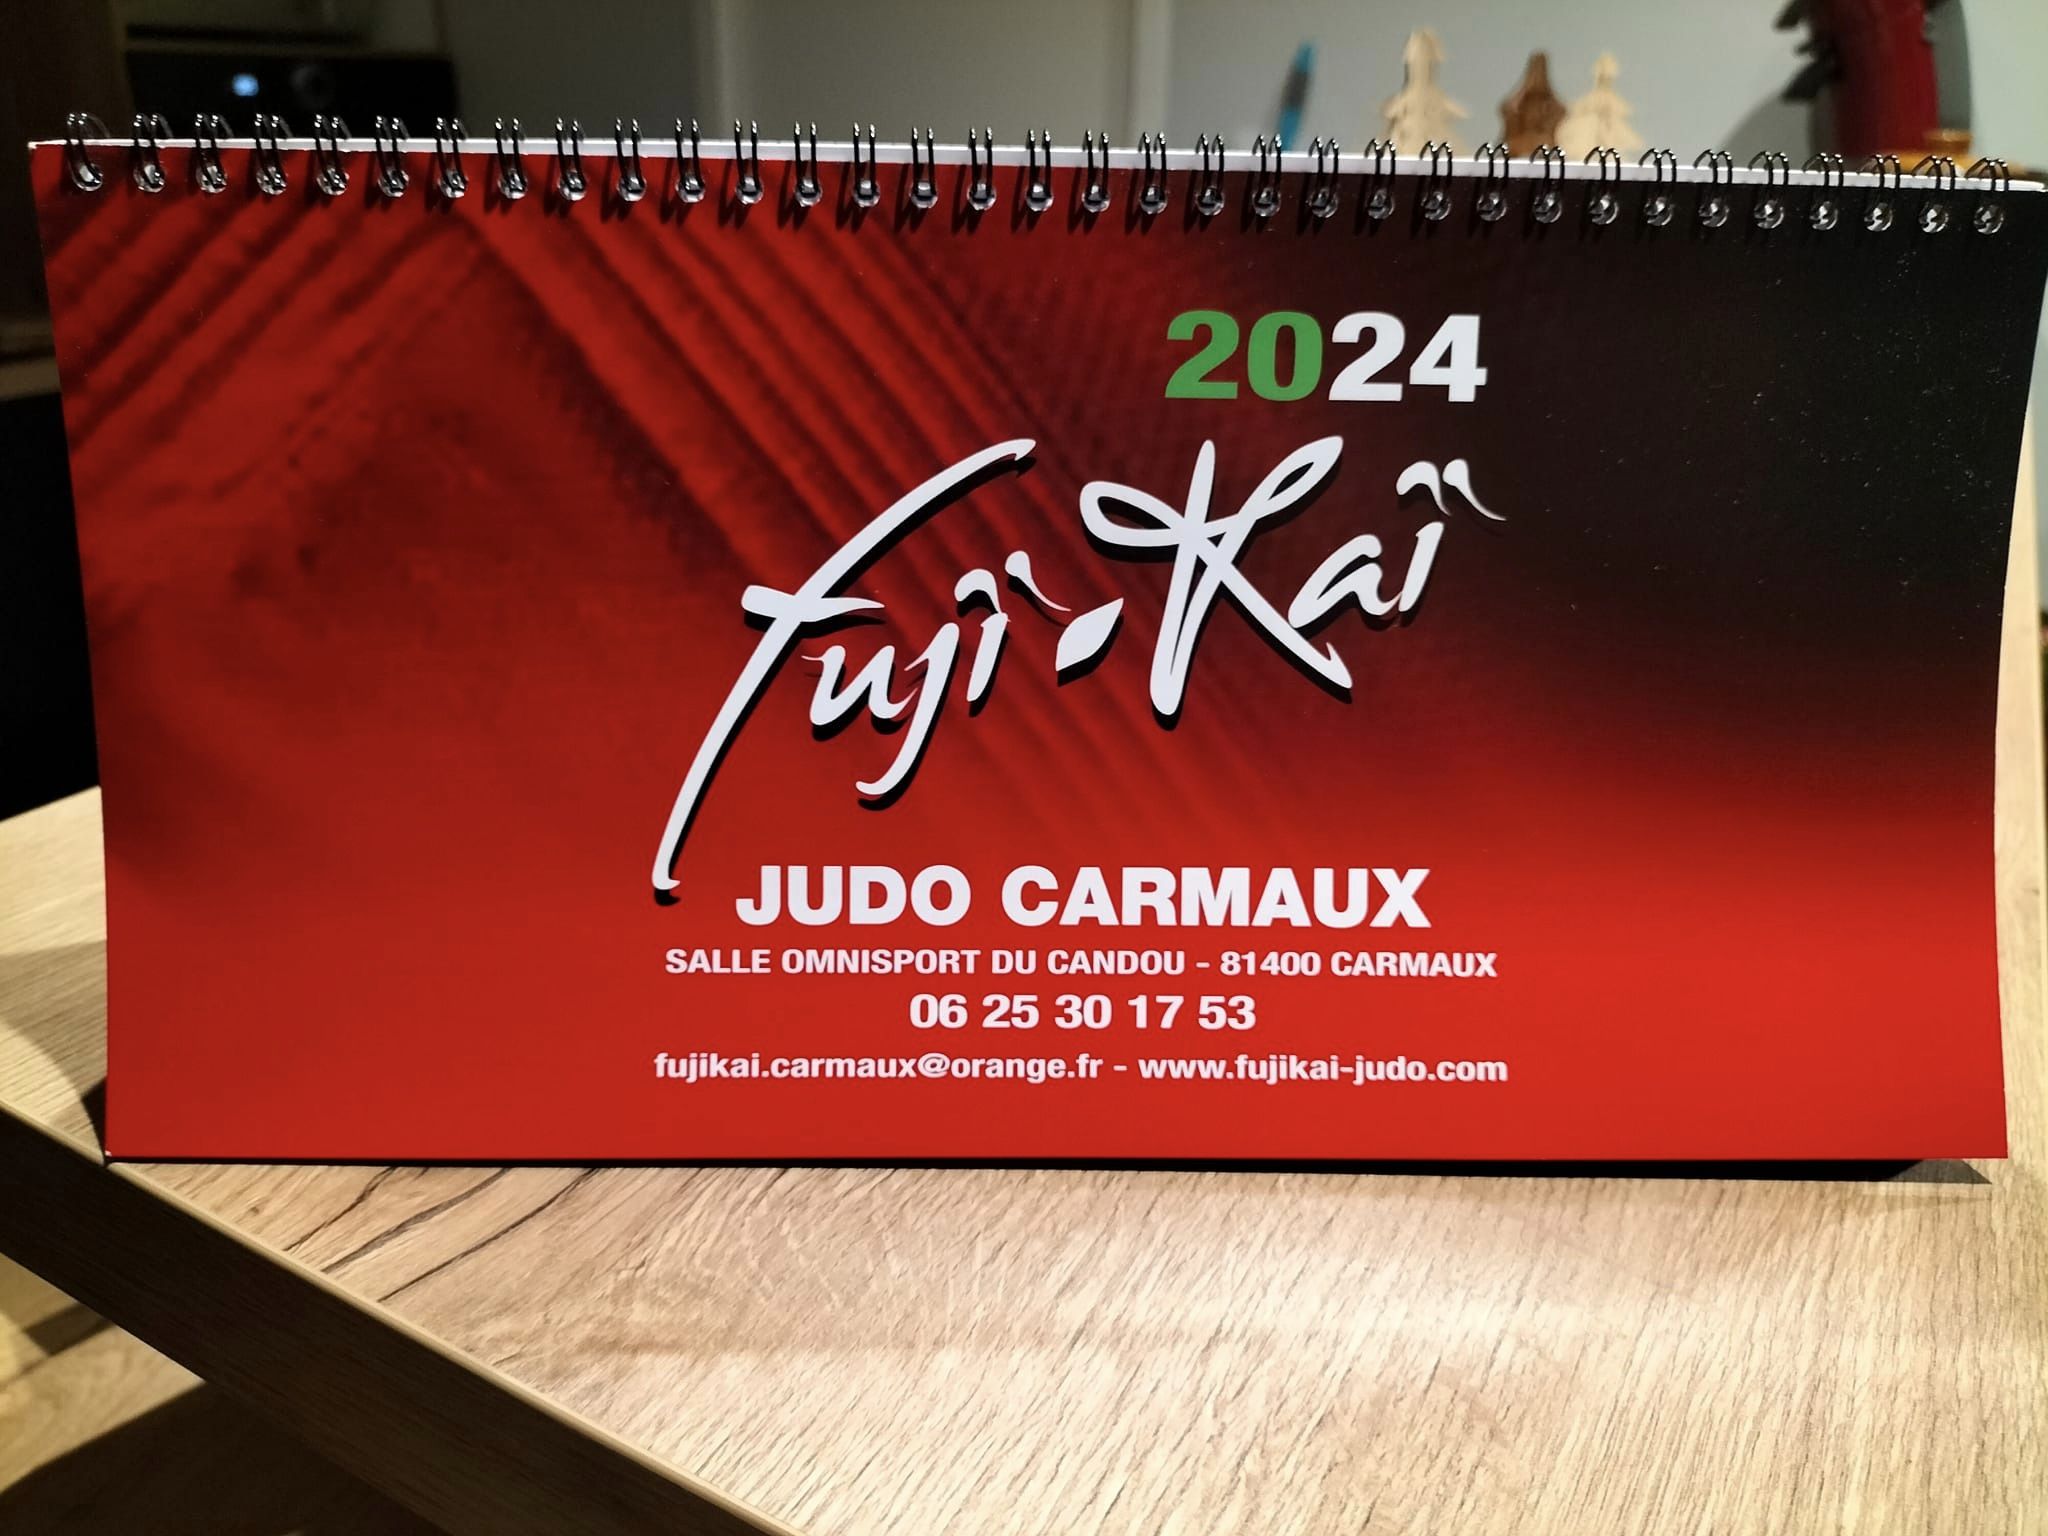 2024
Fujï-Kaï
JUDO CARMAUX
SALLE OMNISPORT DU CANDOU - 81400 CARMAUX
06 25 30 17 53
fujikai.carmaux@orange.fr - www.fujikai-judo.com